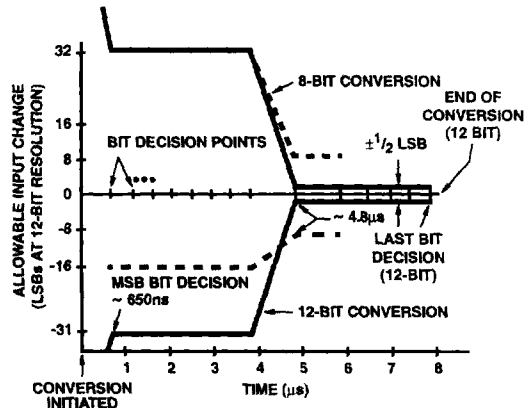 ALLOWABLE INPUT CHANGE
(LSBs AT 12-BIT RESOLUTION)
32
16
8
0
-8
-16
-31
8-BIT CONVERSION
END OF
CONVERSION
(12 BIT)
BIT DECISION POINTS
±1/2 LSB
~ 4.8µs
LAST BIT
DECISION
(12-BIT)
MSB BIT DECISION
~ 650ns
12-BIT CONVERSION
1 2 3 4 5 6 7 8
CONVERSION
INITIATED
TIME (µs)